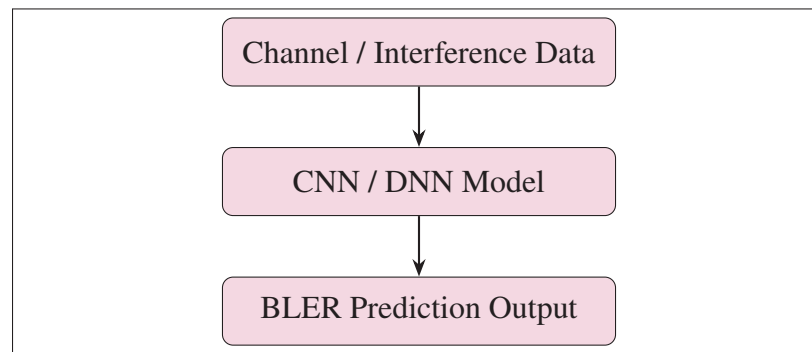 Channel / Interference Data
CNN / DNN Model
BLER Prediction Output